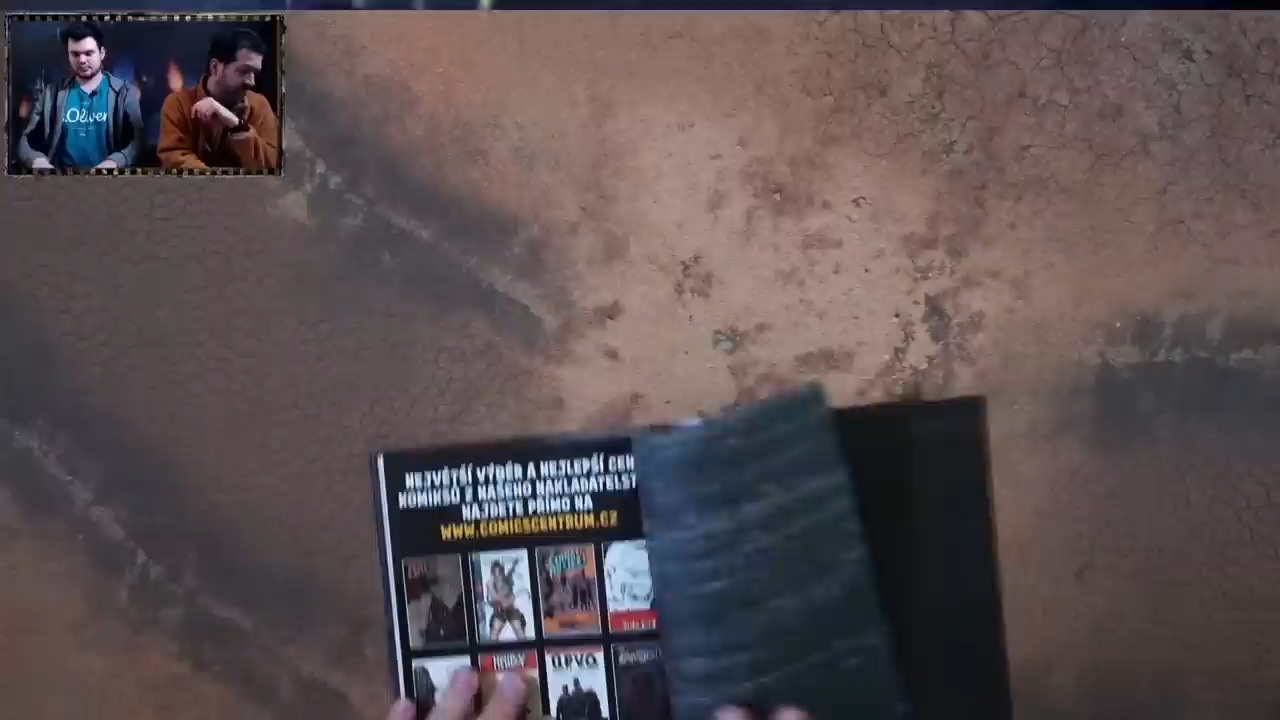 s.Oliver
NEJVĚTŠÍ VÝBĚR A NEJLEPŠÍ CEN
KOMIKSŮ Z NAŠEHO NAKLADATELST
NAJDETE PŘÍMO NA
WWW.COMICSCENTRUM.CZ